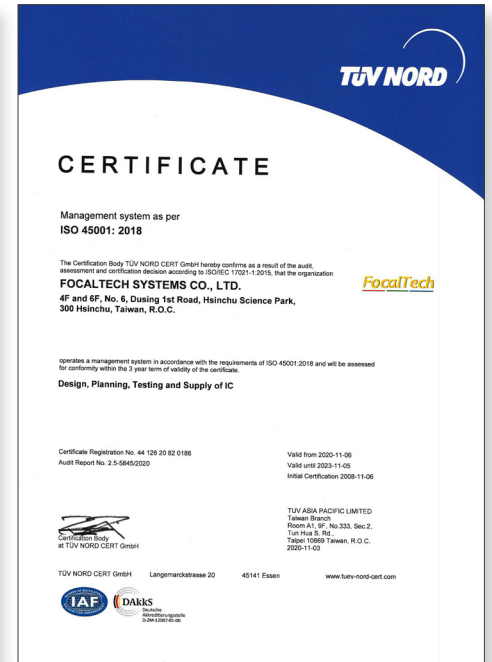 TÜV NORD
CERTIFICATE
Management system as per
ISO 45001: 2018
The Certification Body TÜV NORD CERT GmbH hereby confirms as a result of the audit,
assessment and certification decision according to ISO/IEC 17021-1:2015, that the organization
FOCALTECH SYSTEMS CO., LTD.
FocalTech
4F and 6F, No. 6, Dusing 1st Road, Hsinchu Science Park,
300 Hsinchu, Taiwan, R.O.C.
operates a management system in accordance with the requirements of ISO 45001:2018 and will be assessed
for conformity within the 3 year term of validity of the certificate.
Design, Planning, Testing and Supply of IC
Certificate Registration No. 44 126 20 82 0186
Audit Report No. 2.5-5845/2020
Valid from 2020-11-06
Valid until 2023-11-05
Initial Certification 2008-11-06
Certification Body
at TÜV NORD CERT GmbH
TUV ASIA PACIFIC LIMITED
Taiwan Branch
Room A1, 9F, No.333, Sec.2,
Tun Hua S. Rd.,
Taipei 10669 Taiwan, R.O.C.
2020-11-03
TÜV NORD CERT GmbH Langemarckstrasse 20 45141 Essen www.tuev-nord-cert.com
IAF
DAkkS
Deutsche
Akkreditierungsstelle
D-ZM-12007-01-00